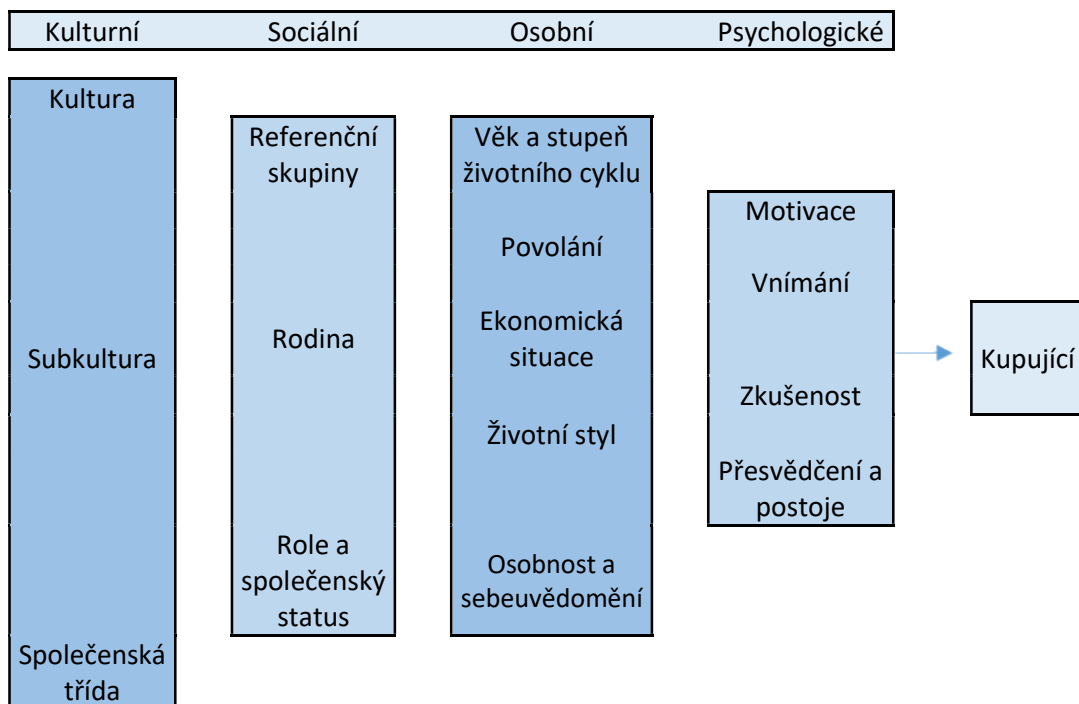 Kulturní Sociální Osobní Psychologické
Kultura
Subkultura
Společenská
třída
Referenční
skupiny
Rodina
Role a
společenský
status
Věk a stupeň
životního cyklu
Povolání
Ekonomická
situace
Životní styl
Osobnost a
sebeuvědomění
Motivace
Vnímání
Zkušenost
Přesvědčení a
postoje
Kupující